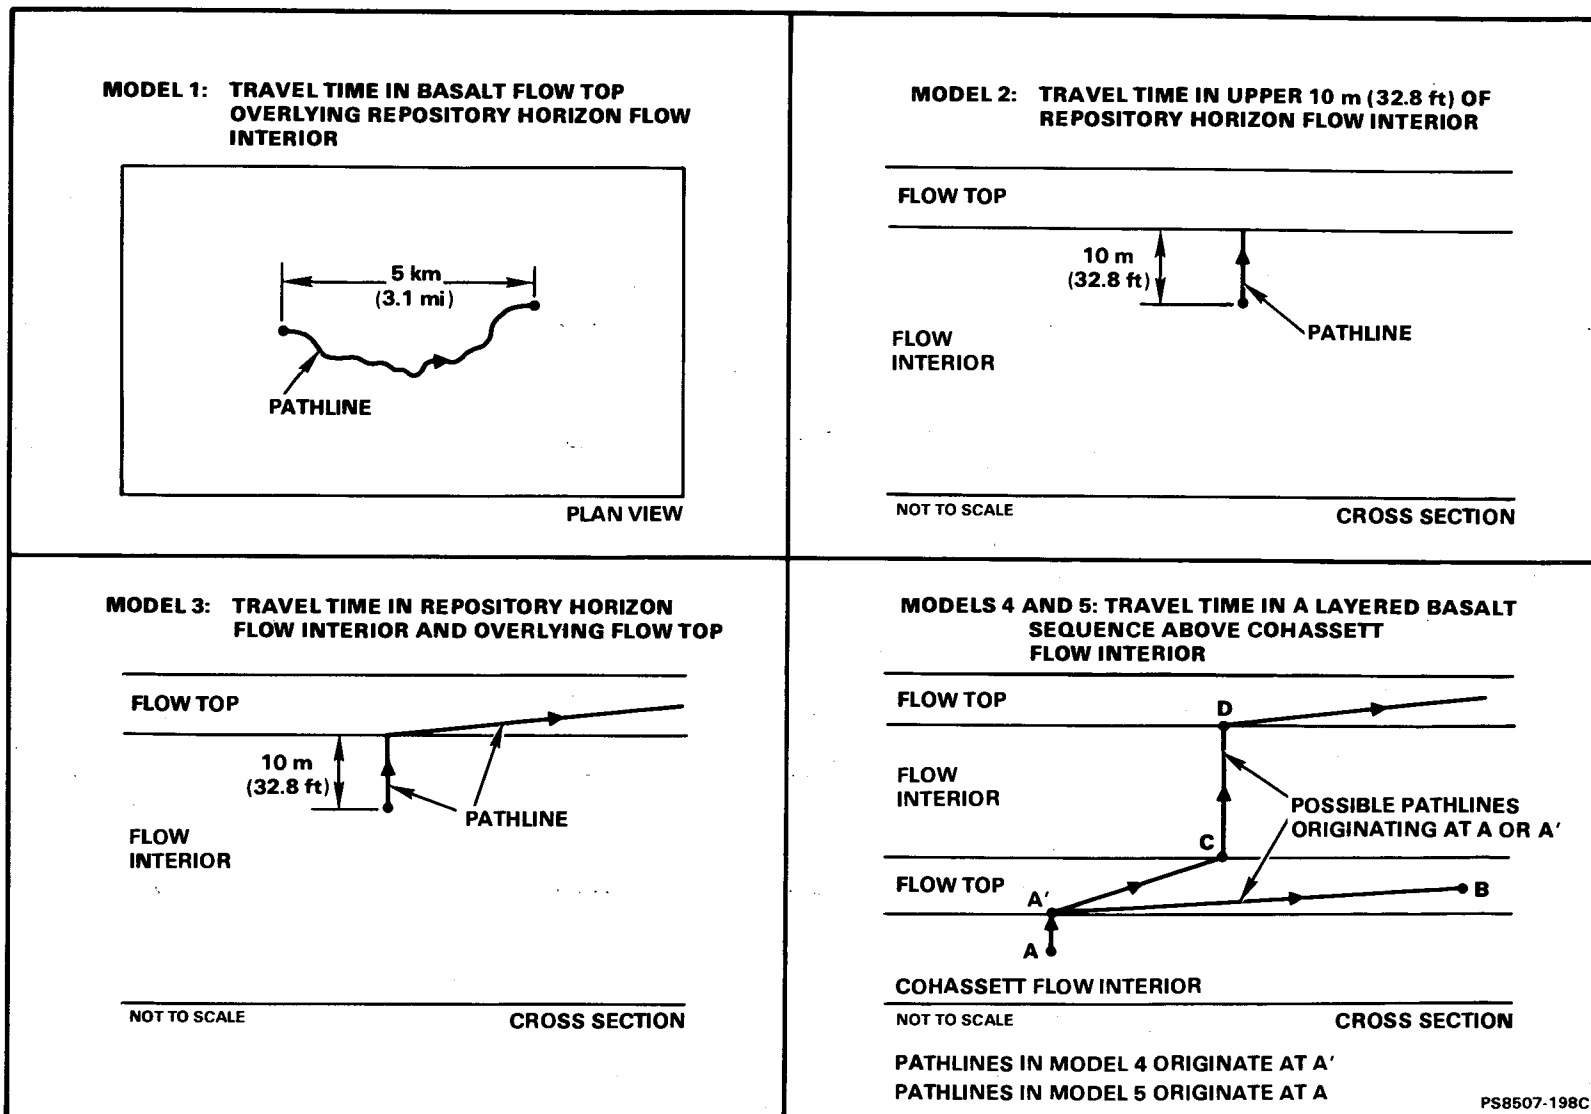 MODEL 1: TRAVEL TIME IN BASALT FLOW TOP
OVERLYING REPOSITORY HORIZON FLOW
INTERIOR
5 km
(3.1 mi)
PATHLINE
PLAN VIEW
MODEL 2: TRAVEL TIME IN UPPER 10 m (32.8 ft) OF
REPOSITORY HORIZON FLOW INTERIOR
FLOW TOP
10 m
(32.8 ft)
PATHLINE
FLOW
INTERIOR
NOT TO SCALE
CROSS SECTION
MODEL 3: TRAVEL TIME IN REPOSITORY HORIZON
FLOW INTERIOR AND OVERLYING FLOW TOP
FLOW TOP
10 m
(32.8 ft)
PATHLINE
FLOW
INTERIOR
NOT TO SCALE
CROSS SECTION
MODELS 4 AND 5: TRAVEL TIME IN A LAYERED BASALT
SEQUENCE ABOVE COHASSETT
FLOW INTERIOR
FLOW TOP
D
FLOW
INTERIOR
POSSIBLE PATHLINES
ORIGINATING AT A OR A'
C
FLOW TOP
A'
B
A
COHASSETT FLOW INTERIOR
NOT TO SCALE
CROSS SECTION
PATHLINES IN MODEL 4 ORIGINATE AT A'
PATHLINES IN MODEL 5 ORIGINATE AT A
PS8507-198C